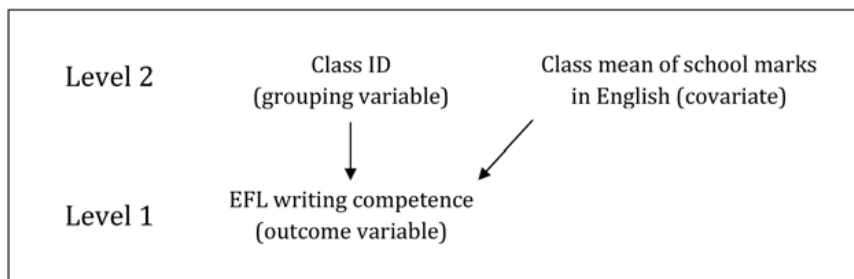 Level 2
Class ID
(grouping variable)
Class mean of school marks
in English (covariate)
Level 1
EFL writing competence
(outcome variable)